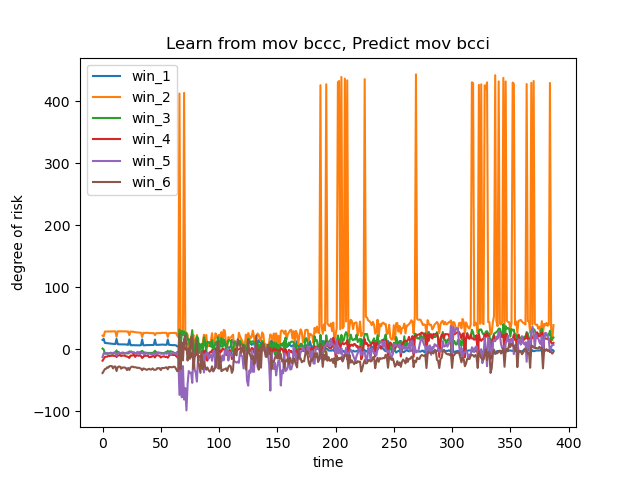 Learn from mov bccc, Predict mov bcci
win_1
win_2
win_3
win_4
win_5
win_6
degree of risk
400
300
200
100
0
−100
0 50 100 150 200 250 300 350 400
time